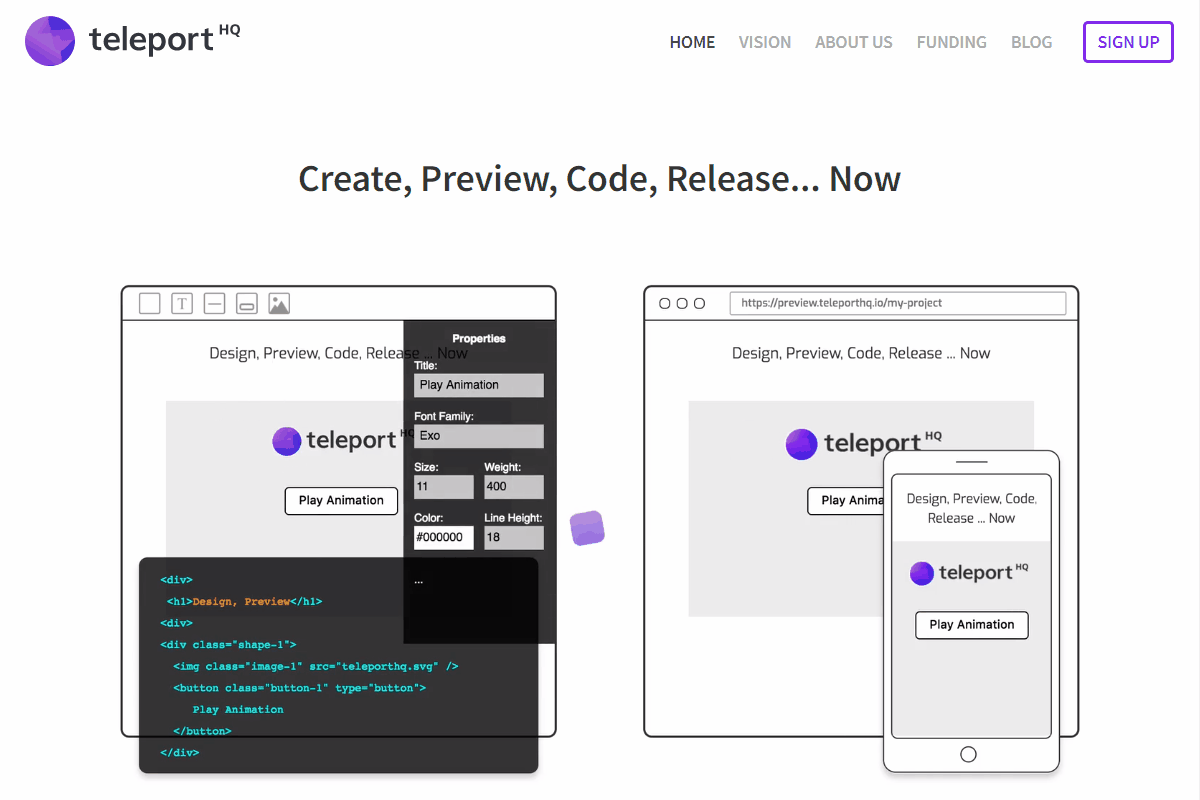 teleport HQ
HOME VISION ABOUT US FUNDING BLOG SIGN UP
Create, Preview, Code, Release... Now
T
Design, Preview, Code, Release ... Now
teleport HQ
Play Animation
Properties
Title:
Play Animation
Font Family:
Exo
Size: Weight:
11 400
Color: Line Height:
#000000 18
...
<div>
<h1>Design, Preview</h1>
<div>
<div class="shape-1">
<img class="image-1" src="teleporthq.svg" />
<button class="button-1" type="button">
Play Animation
</button>
</div>
https://preview.teleporthq.io/my-project
Design, Preview, Code, Release ... Now
teleport HQ
Play Anima
Design, Preview, Code,
Release ... Now
teleport HQ
Play Animation